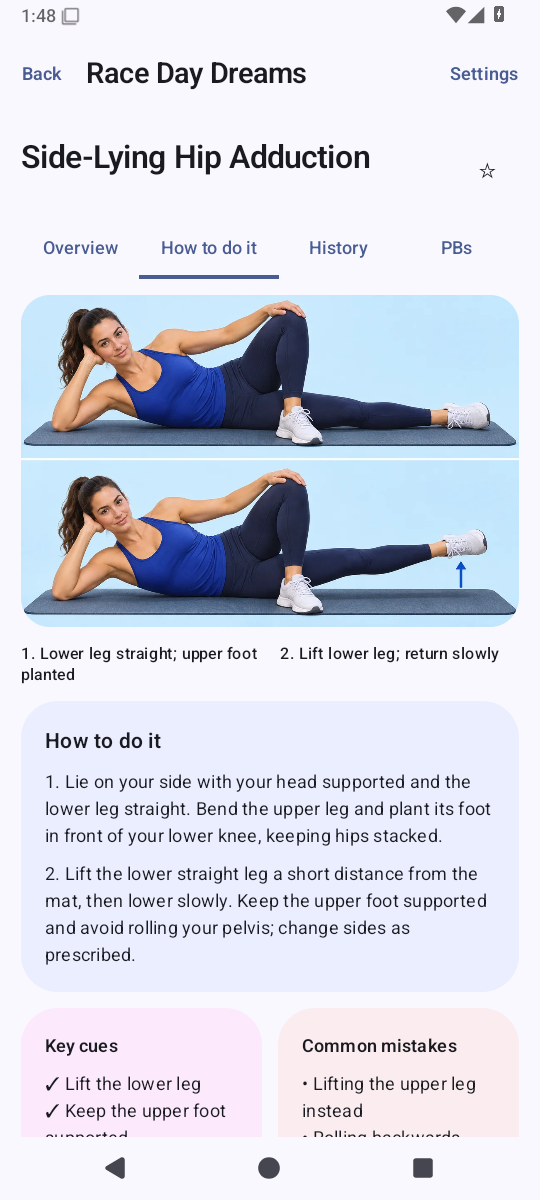 1:48
Back Race Day Dreams Settings
Side-Lying Hip Adduction ☆
Overview How to do it History PBs
1. Lower leg straight; upper foot planted
2. Lift lower leg; return slowly
How to do it
1. Lie on your side with your head supported and the
lower leg straight. Bend the upper leg and plant its foot
in front of your lower knee, keeping hips stacked.
2. Lift the lower straight leg a short distance from the
mat, then lower slowly. Keep the upper foot supported
and avoid rolling your pelvis; change sides as
prescribed.
Key cues
✓ Lift the lower leg
✓ Keep the upper foot
supported
Common mistakes
• Lifting the upper leg
instead
• Rolling backwards